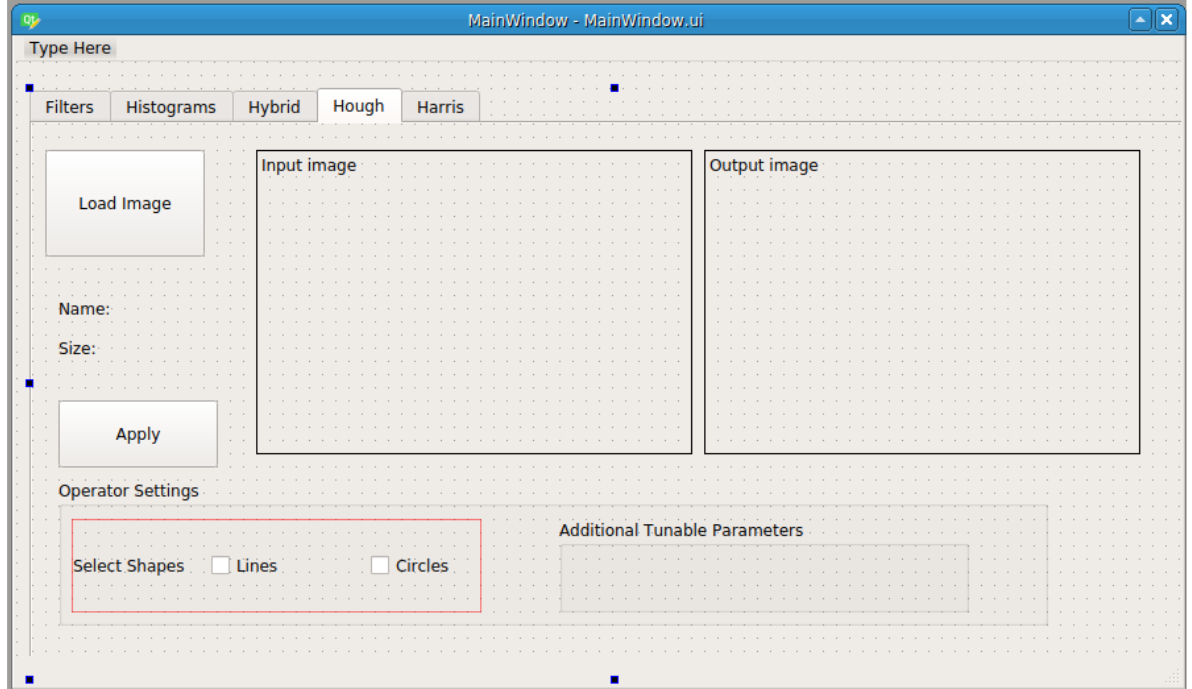 Qt
MainWindow - MainWindow.ui
Type Here
Filters Histograms Hybrid Hough Harris
Load Image
Input image
Output image
Name:
Size:
Apply
Operator Settings
Additional Tunable Parameters
Select Shapes Lines Circles